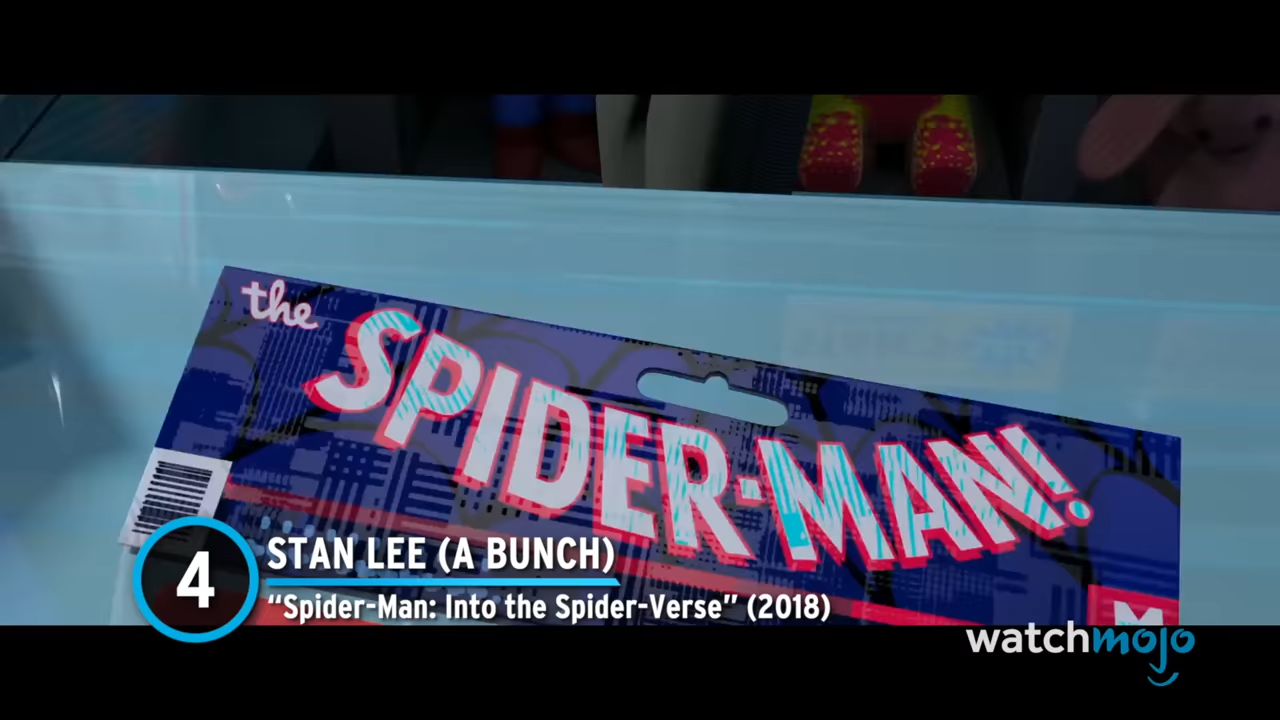 the
SPIDER-MAN!
4
STAN LEE (A BUNCH)
“Spider-Man: Into the Spider-Verse” (2018)
M
watchmojo